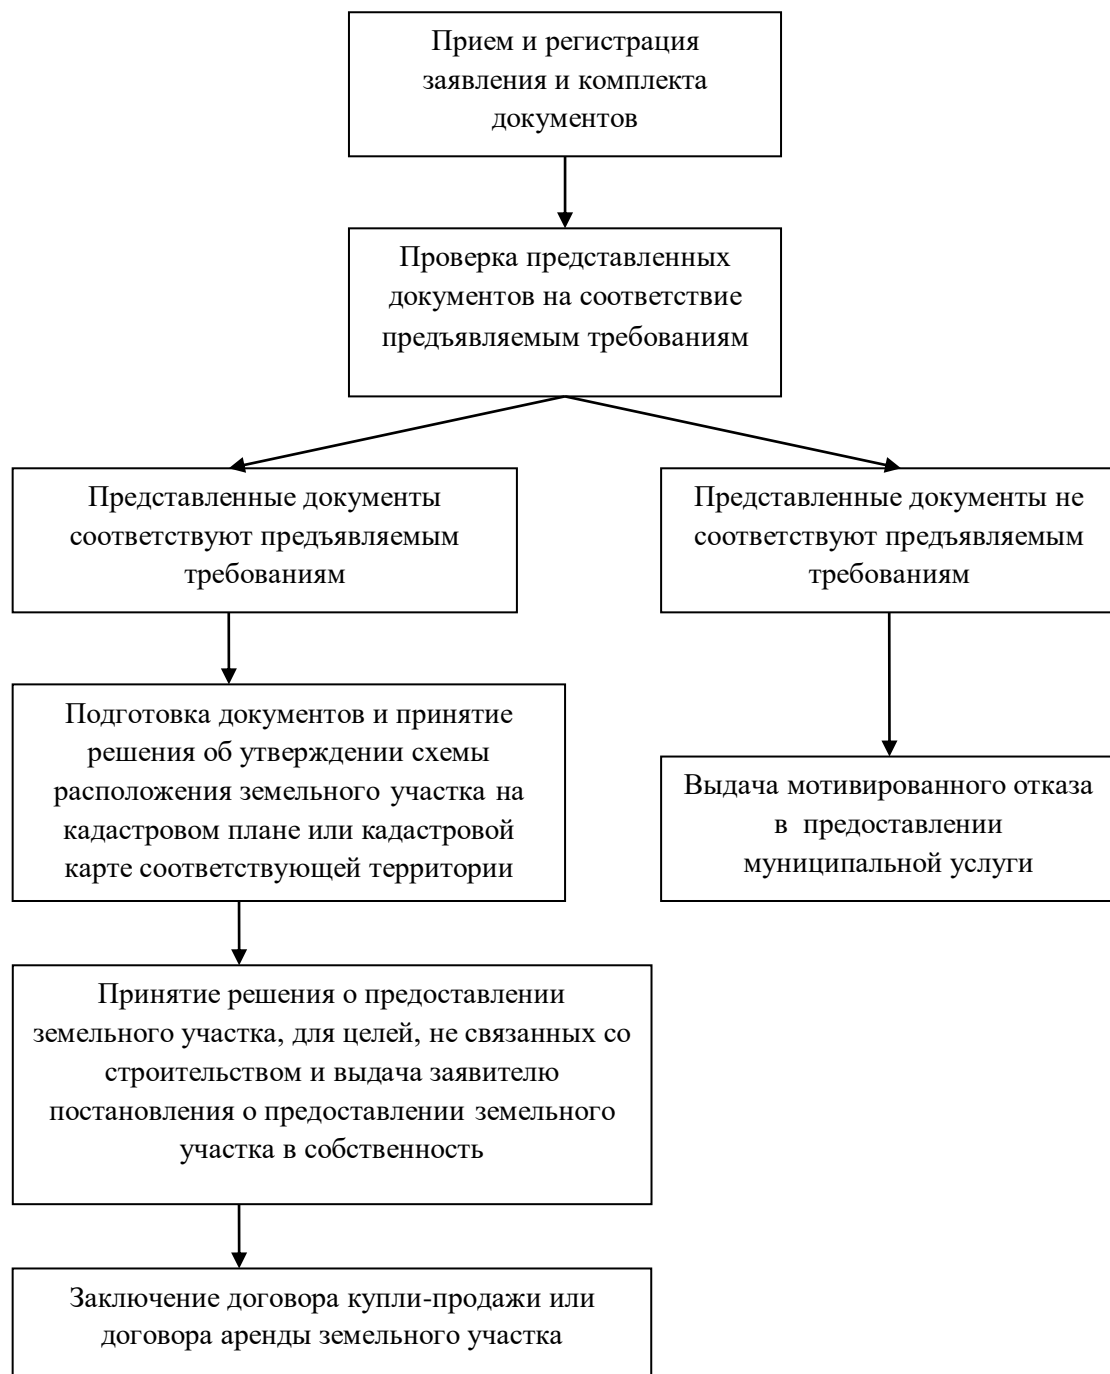 Прием и регистрация
заявления и комплекта
документов
Проверка представленных
документов на соответствие
предъявляемым требованиям
Представленные документы
соответствуют предъявляемым
требованиям
Представленные документы не
соответствуют предъявляемым
требованиям
Подготовка документов и принятие
решения об утверждении схемы
расположения земельного участка на
кадастровом плане или кадастровой
карте соответствующей территории
Выдача мотивированного отказа
в  предоставлении
муниципальной услуги
Принятие решения о предоставлении
земельного участка, для целей, не связанных со
строительством и выдача заявителю
постановления о предоставлении земельного
участка в собственность
Заключение договора купли-продажи или
договора аренды земельного участка